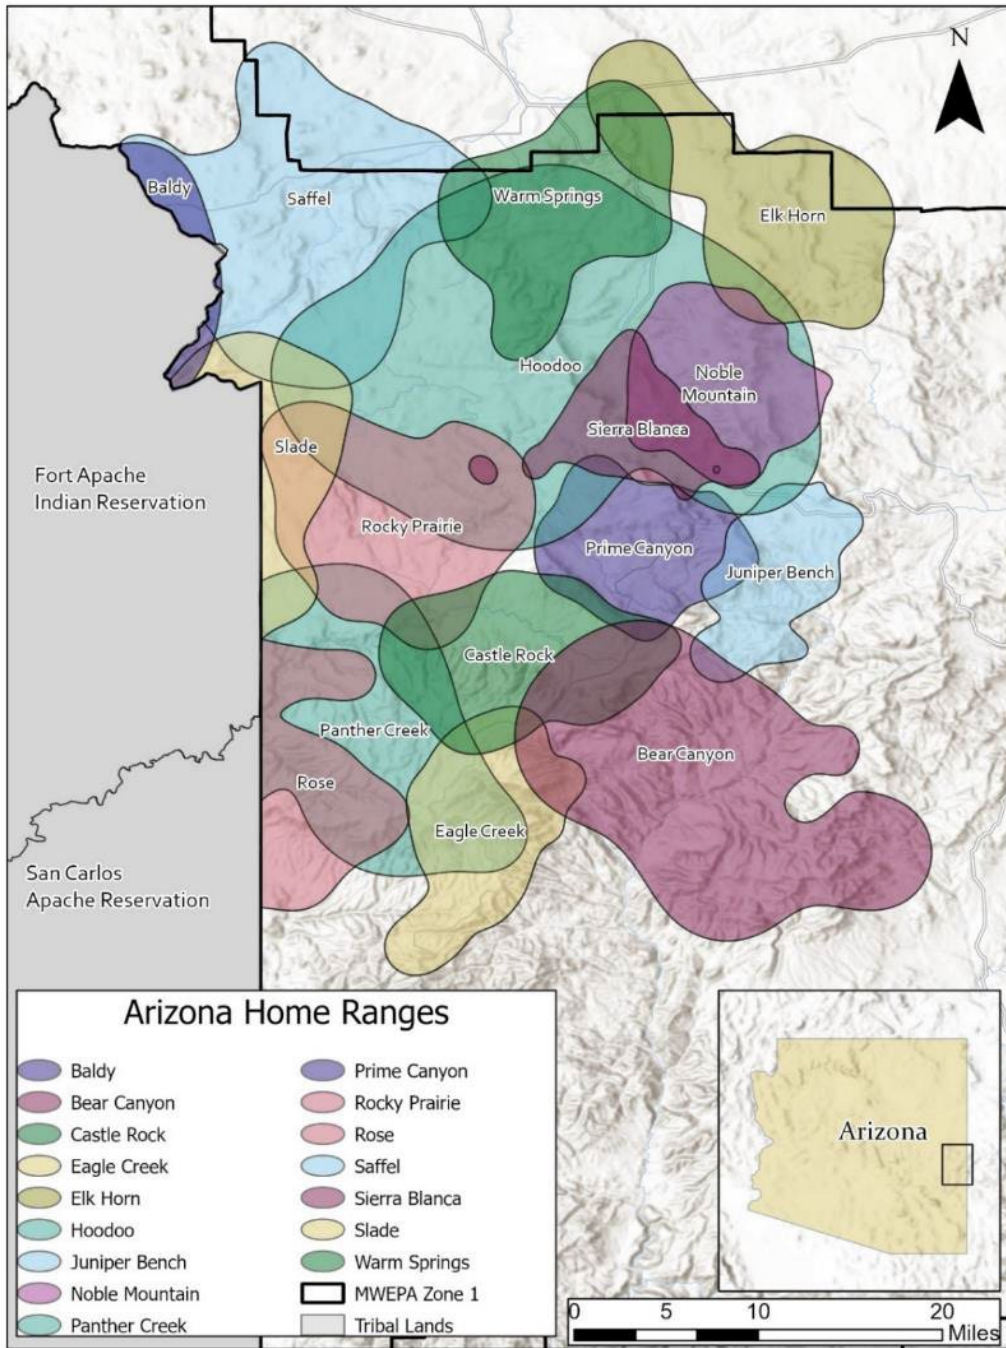 N
Baldy
Saffel
Warm Springs
Elk Horn
Hoodoo
Noble
Mountain
Sierra Blanca
Slade
Fort Apache
Indian Reservation
Rocky Prairie
Prime Canyon
Juniper Bench
Castle Rock
Panther Creek
Bear Canyon
Rose
Eagle Creek
San Carlos
Apache Reservation
Arizona Home Ranges
Baldy
Bear Canyon
Castle Rock
Eagle Creek
Elk Horn
Hoodoo
Juniper Bench
Noble Mountain
Panther Creek
Prime Canyon
Rocky Prairie
Rose
Saffel
Sierra Blanca
Slade
Warm Springs
MWEPA Zone 1
Tribal Lands
Arizona
0 5 10 20
Miles